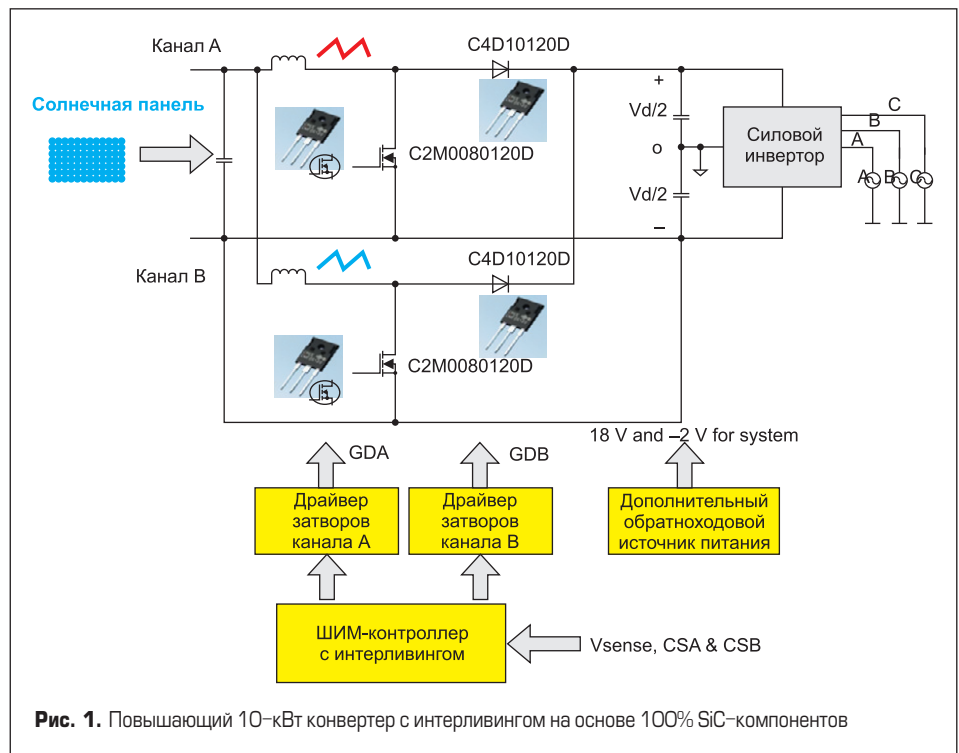 Канал A
C4D10120D
Солнечная панель
C2M0080120D
+
Vd/2
o
Vd/2
–
Силовой
инвертор
C
B
A
A
B
C
Канал B
C4D10120D
C2M0080120D
18 V and –2 V for system
GDA
GDB
Драйвер
затворов
канала A
Драйвер
затворов
канала B
Дополнительный
обратноходовой
источник питания
ШИМ-контроллер
с интерливингом
Vsense, CSA & CSB
Рис. 1. Повышающий 10–кВт конвертер с интерливингом на основе 100% SiC–компонентов